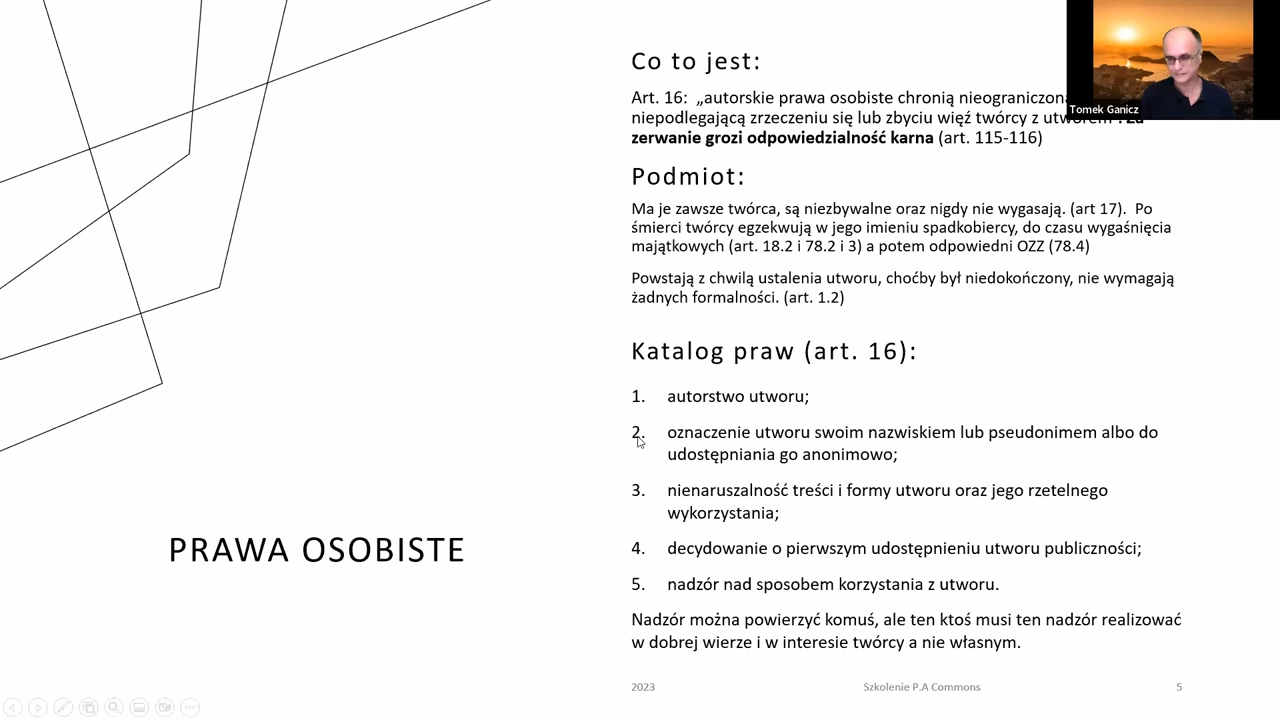 Co to jest:
Art. 16: „autorskie prawa osobiste chronią nieograniczoną
niepodlegającą zrzeczeniu się lub zbyciu więź twórcy z utworem
zerwanie grozi odpowiedzialność karna (art. 115-116)
Tomek Ganicz
Podmiot:
Ma je zawsze twórca, są niezbywalne oraz nigdy nie wygasają. (art 17). Po
śmierci twórcy egzekwują w jego imieniu spadkobiercy, do czasu wygaśnięcia
majątkowych (art. 18.2 i 78.2 i 3) a potem odpowiedni OZZ (78.4)
Powstają z chwilą ustalenia utworu, choćby był niedokończony, nie wymagają
żadnych formalności. (art. 1.2)
Katalog praw (art. 16):
1. autorstwo utworu;
2. oznaczenie utworu swoim nazwiskiem lub pseudonimem albo do
udostępniania go anonimowo;
3. nienaruszalność treści i formy utworu oraz jego rzetelnego
wykorzystania;
4. decydowanie o pierwszym udostępnieniu utworu publiczności;
5. nadzór nad sposobem korzystania z utworu.
Nadzór można powierzyć komuś, ale ten ktoś musi ten nadzór realizować
w dobrej wierze i w interesie twórcy a nie własnym.
PRAWA OSOBISTE
2023
Szkolenie P.A Commons
5